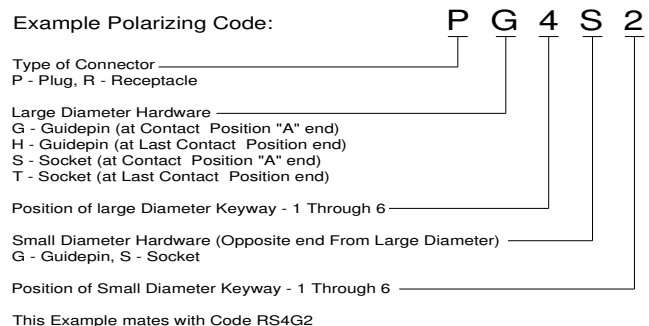 Example Polarizing Code: P G 4 S 2
Type of Connector
P - Plug, R - Receptacle
Large Diameter Hardware
G - Guidepin (at Contact Position "A" end)
H - Guidepin (at Last Contact Position end)
S - Socket (at Contact Position "A" end)
T - Socket (at Last Contact Position end)
Position of large Diameter Keyway - 1 Through 6
Small Diameter Hardware (Opposite end From Large Diameter)
G - Guidepin, S - Socket
Position of Small Diameter Keyway - 1 Through 6
This Example mates with Code RS4G2